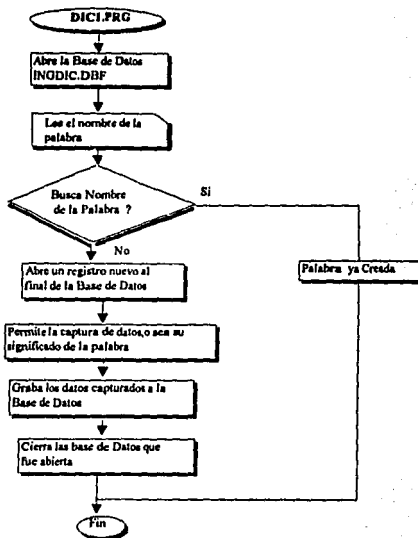 DIC1.PRG
Abre la Base de Datos
INGDIC.DBF
Lee el nombre de la
palabra
Busca Nombre
de la Palabra ?
Si
No
Palabra ya Creada
Abre un registro nuevo al
final de la Base de Datos
Permite la captura de datos,o sea su
significado de la palabra
Graba los datos capturados a la
Base de Datos
Cierra las base de Datos que
fue abierta
Fin